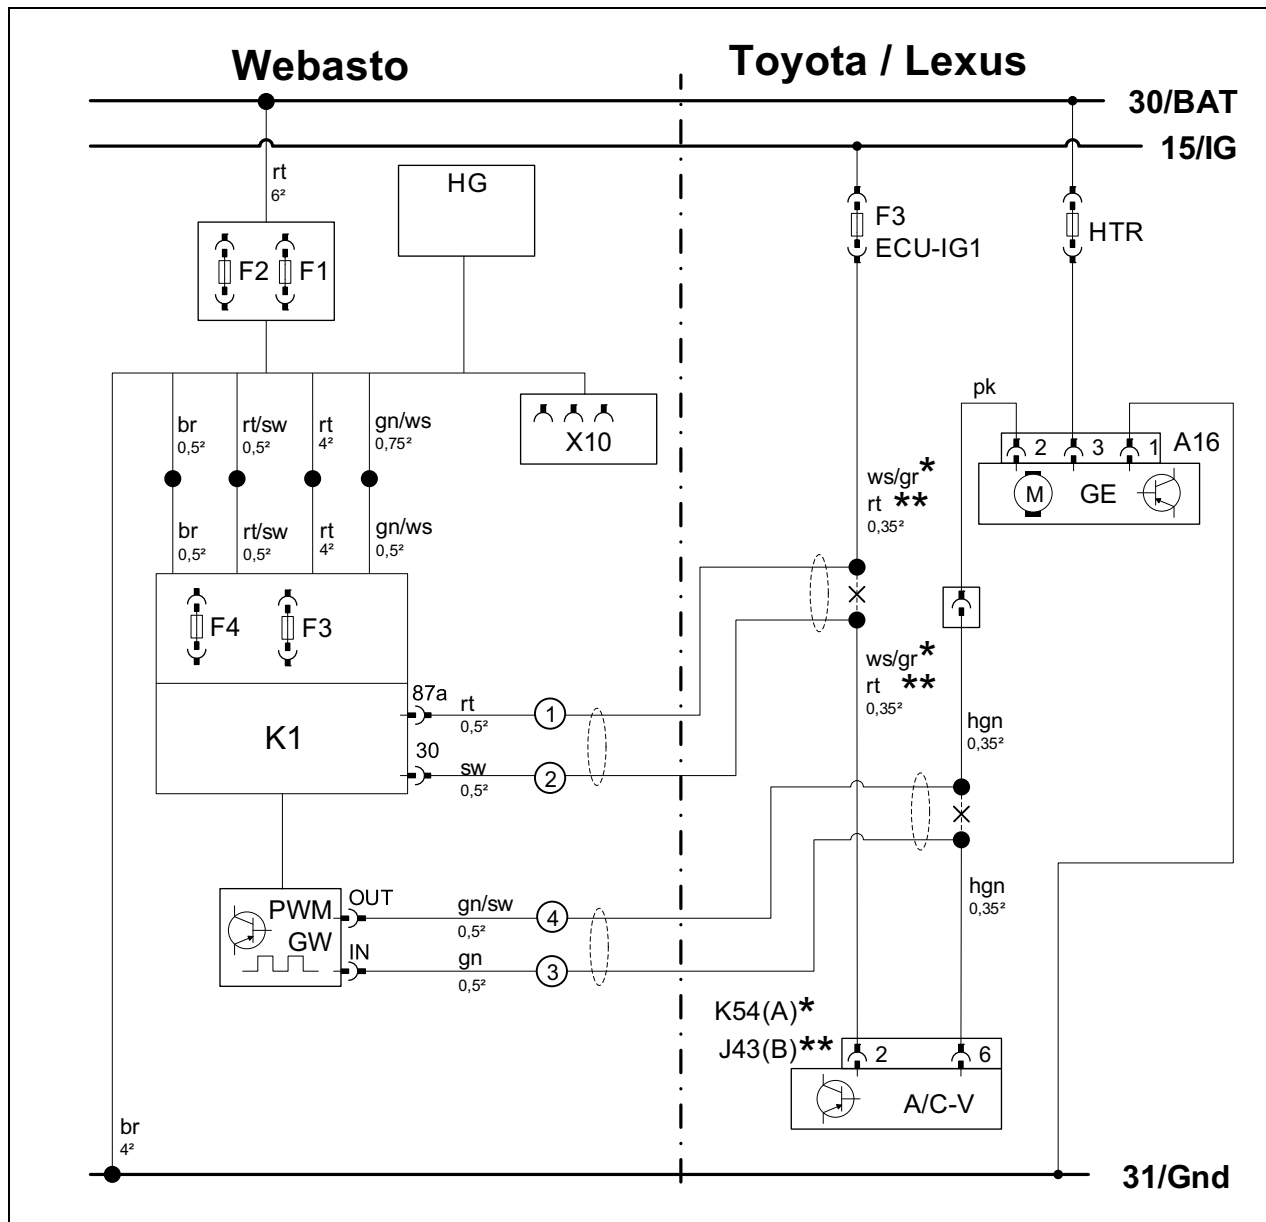 Webasto
Toyota / Lexus
30/BAT
15/IG
rt
6²
HG
F3
ECU-IG1
HTR
F2
F1
pk
br
0,5²
rt/sw
0,5²
rt
4²
gn/ws
0,75²
X10
2
3
1
A16
M
GE
ws/gr*
rt **
0,35²
br
0,5²
rt/sw
0,5²
rt
4²
gn/ws
0,5²
F4
F3
ws/gr*
rt **
0,35²
87a
rt
0,5²
1
K1
30
sw
0,5²
2
hgn
0,35²
PWM
GW
OUT
gn/sw
0,5²
4
IN
gn
0,5²
3
hgn
0,35²
K54(A)*
J43(B)**
2
6
A/C-V
br
4²
31/Gnd